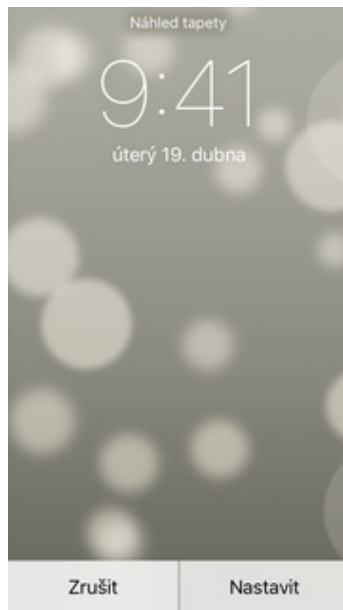 Náhled tapety
9:41
úterý 19. dubna
Zrušit
Nastavit